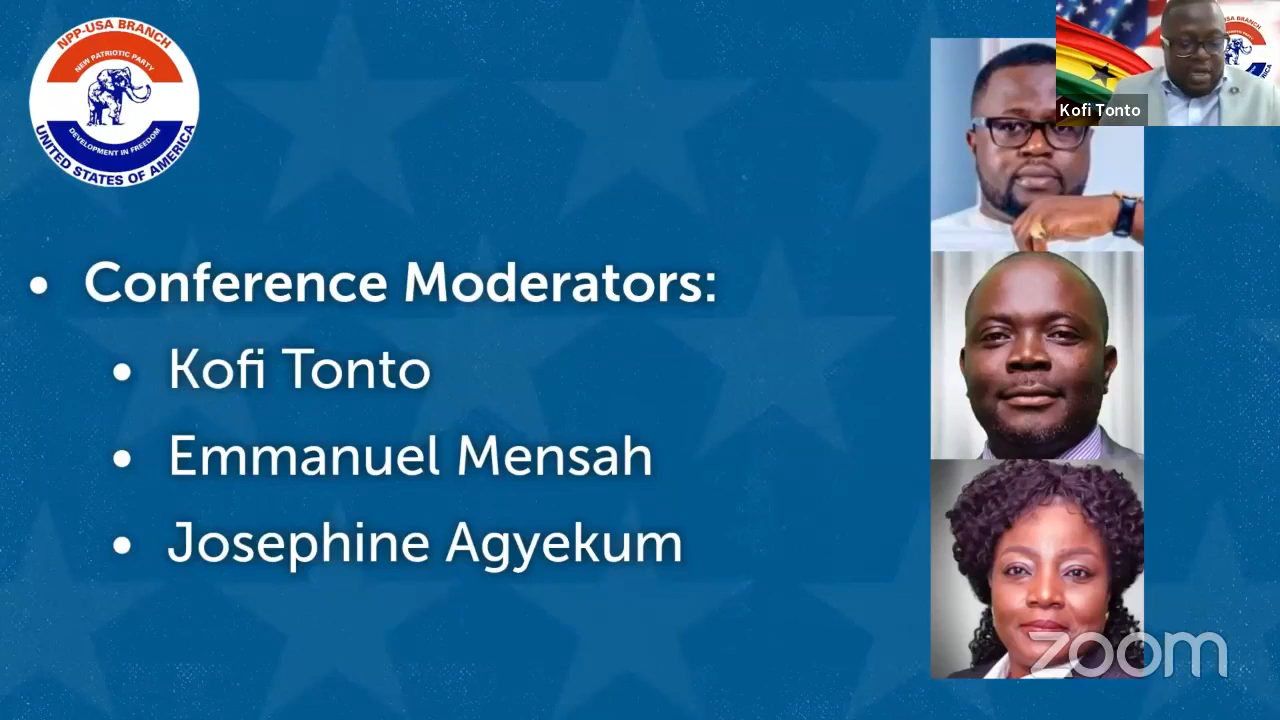 NPP-USA BRANCH
NEW PATRIOTIC PARTY
DEVELOPMENT IN FREEDOM
UNITED STATES OF AMERICA
Kofi Tonto
• Conference Moderators:
• Kofi Tonto
• Emmanuel Mensah
• Josephine Agyekum
zoom